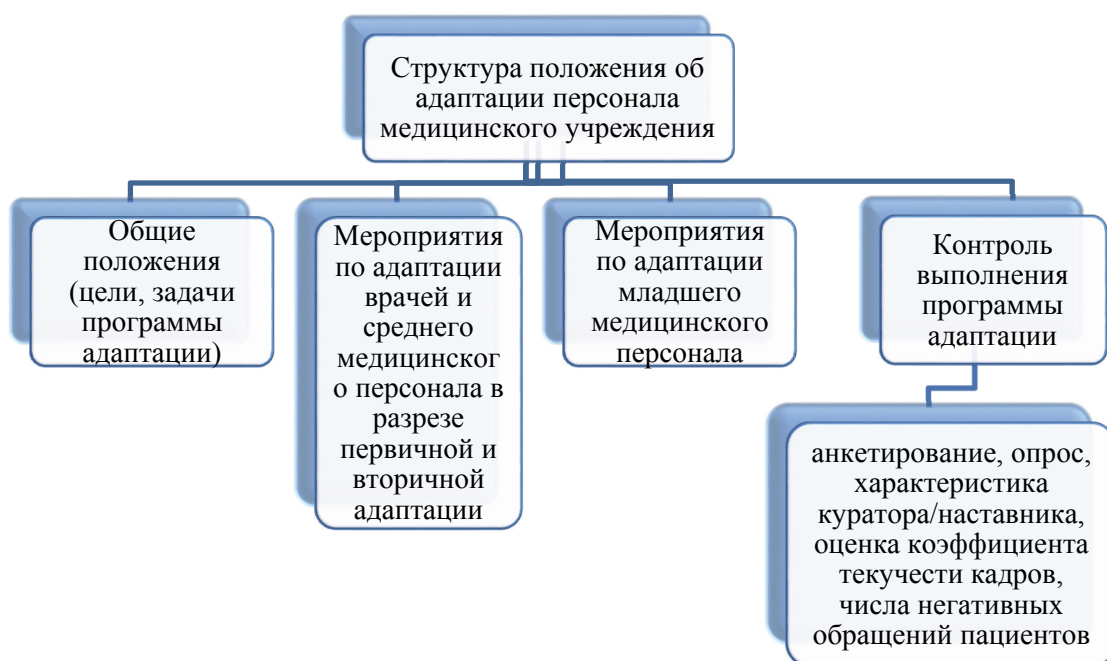 Структура положения об
адаптации персонала
медицинского учреждения
Общие
положения
(цели, задачи
программы
адаптации)
Мероприятия
по адаптации
врачей и
среднего
медицинског
о персонала в
разрезе
первичной и
вторичной
адаптации
Мероприятия
по адаптации
младшего
медицинского
персонала
Контроль
выполнения
программы
адаптации
анкетирование, опрос,
характеристика
куратора/наставника,
оценка коэффициента
текучести кадров,
числа негативных
обращений пациентов